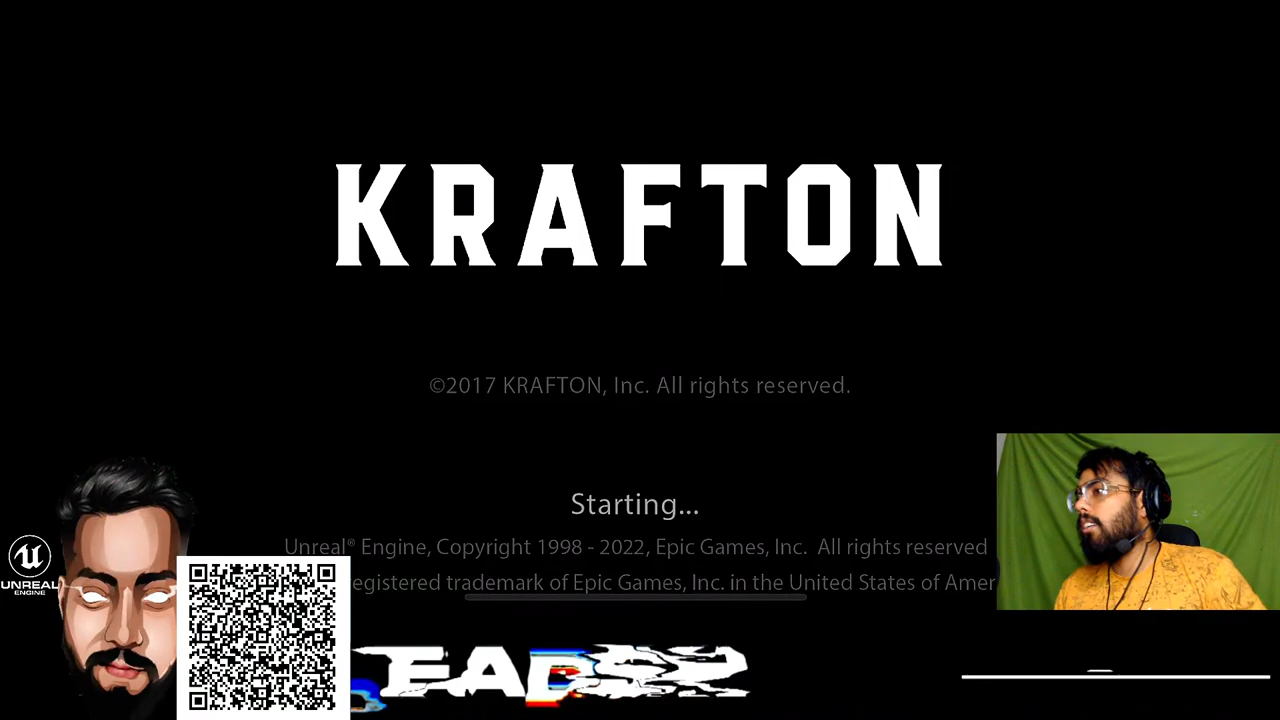 KRAFTON
©2017 KRAFTON, Inc. All rights reserved.
Starting...
Unreal® Engine, Copyright 1998 - 2022, Epic Games, Inc. All rights reserved
registered trademark of Epic Games, Inc. in the United States of Amer
UNREAL
ENGINE